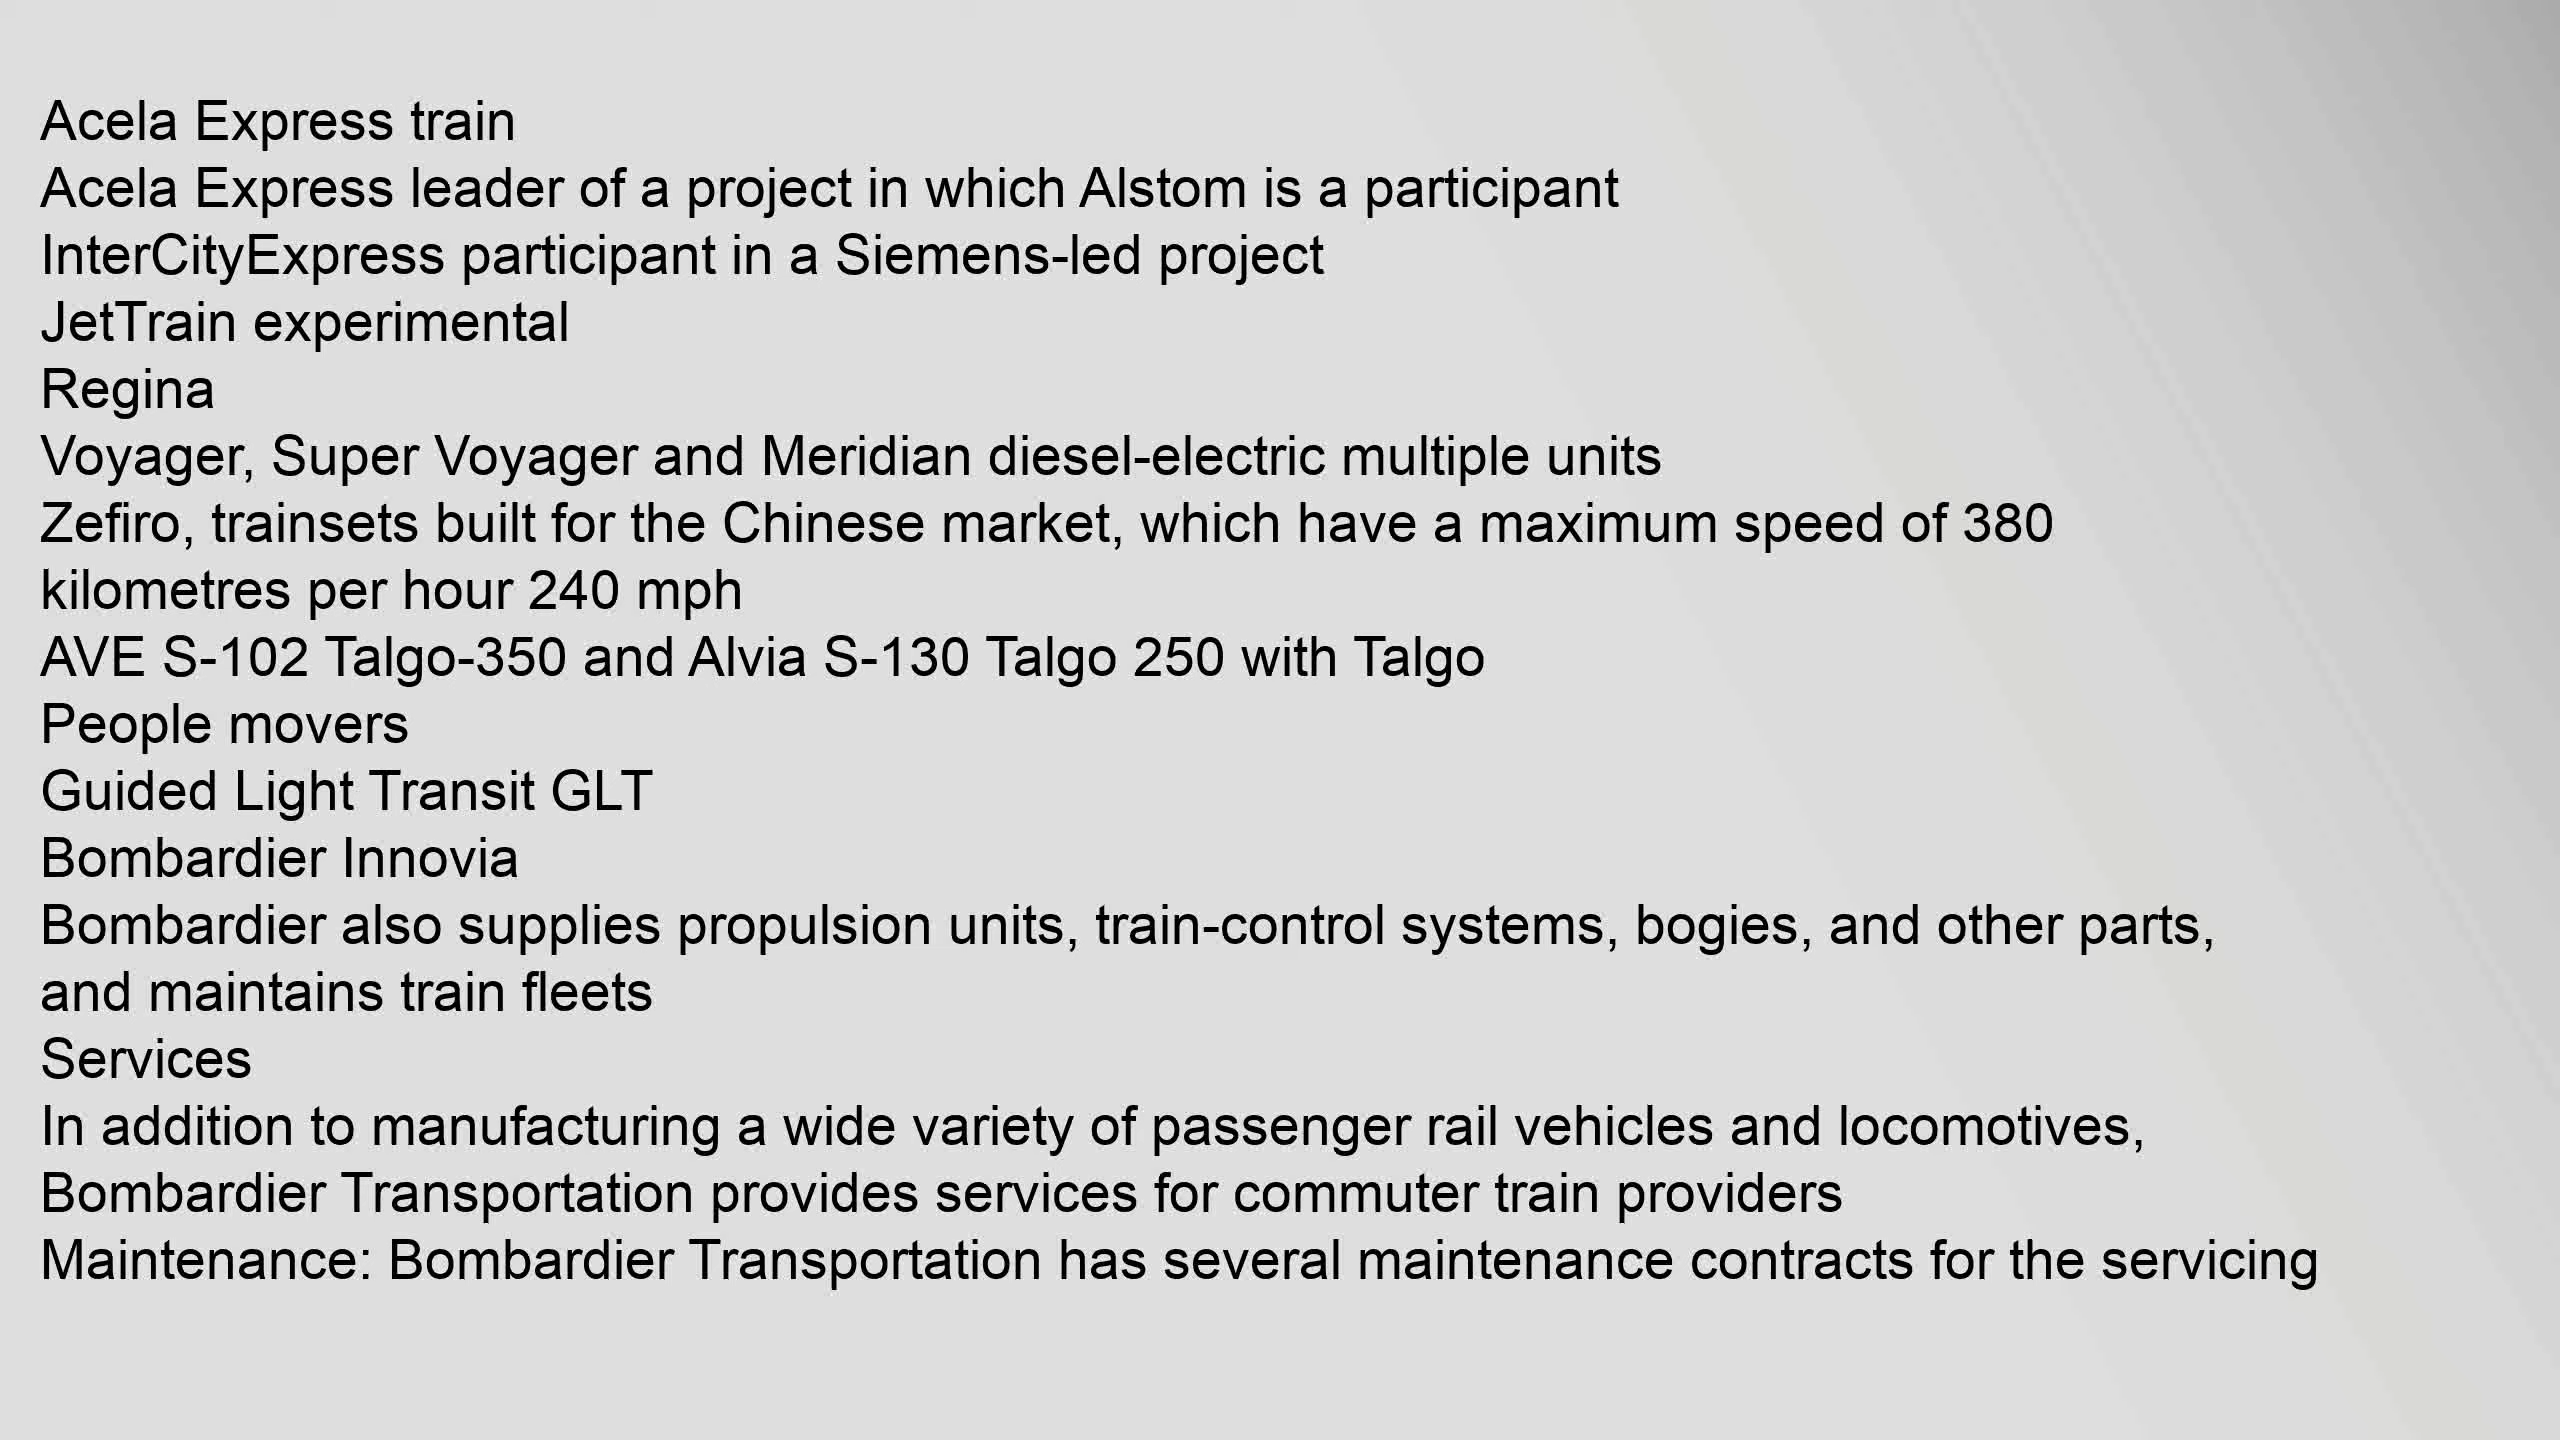 Acela Express train
Acela Express leader of a project in which Alstom is a participant
InterCityExpress participant in a Siemens-led project
JetTrain experimental
Regina
Voyager, Super Voyager and Meridian diesel-electric multiple units
Zefiro, trainsets built for the Chinese market, which have a maximum speed of 380
kilometres per hour 240 mph
AVE S-102 Talgo-350 and Alvia S-130 Talgo 250 with Talgo
People movers
Guided Light Transit GLT
Bombardier Innovia
Bombardier also supplies propulsion units, train-control systems, bogies, and other parts,
and maintains train fleets
Services
In addition to manufacturing a wide variety of passenger rail vehicles and locomotives,
Bombardier Transportation provides services for commuter train providers
Maintenance: Bombardier Transportation has several maintenance contracts for the servicing